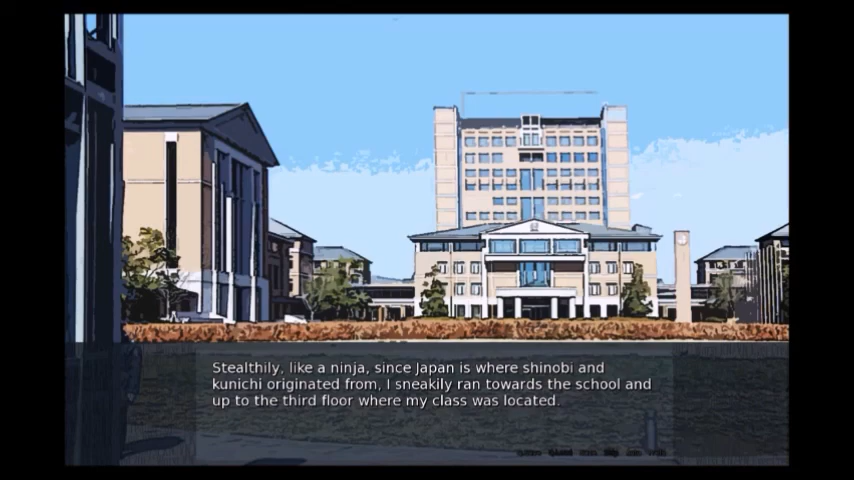 Stealthily, like a ninja, since Japan is where shinobi and
kunichi originated from, I sneakily ran towards the school and
up to the third floor where my class was located.